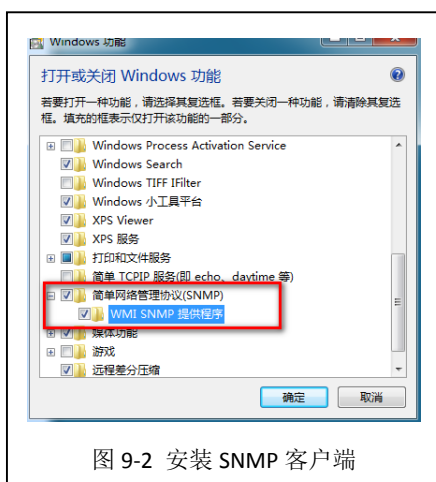 Windows 功能
打开或关闭 Windows 功能
若要打开一种功能，请选择其复选框。若要关闭一种功能，请清除其复选
框。填充的框表示仅打开该功能的一部分。
Windows Process Activation Service
Windows Search
Windows TIFF IFilter
Windows 小工具平台
XPS Viewer
XPS 服务
打印和文件服务
简单 TCPIP 服务(即 echo、daytime 等)
简单网络管理协议(SNMP)
WMI SNMP 提供程序
媒体功能
游戏
远程差分压缩
确定
取消
图 9-2 安装 SNMP 客户端